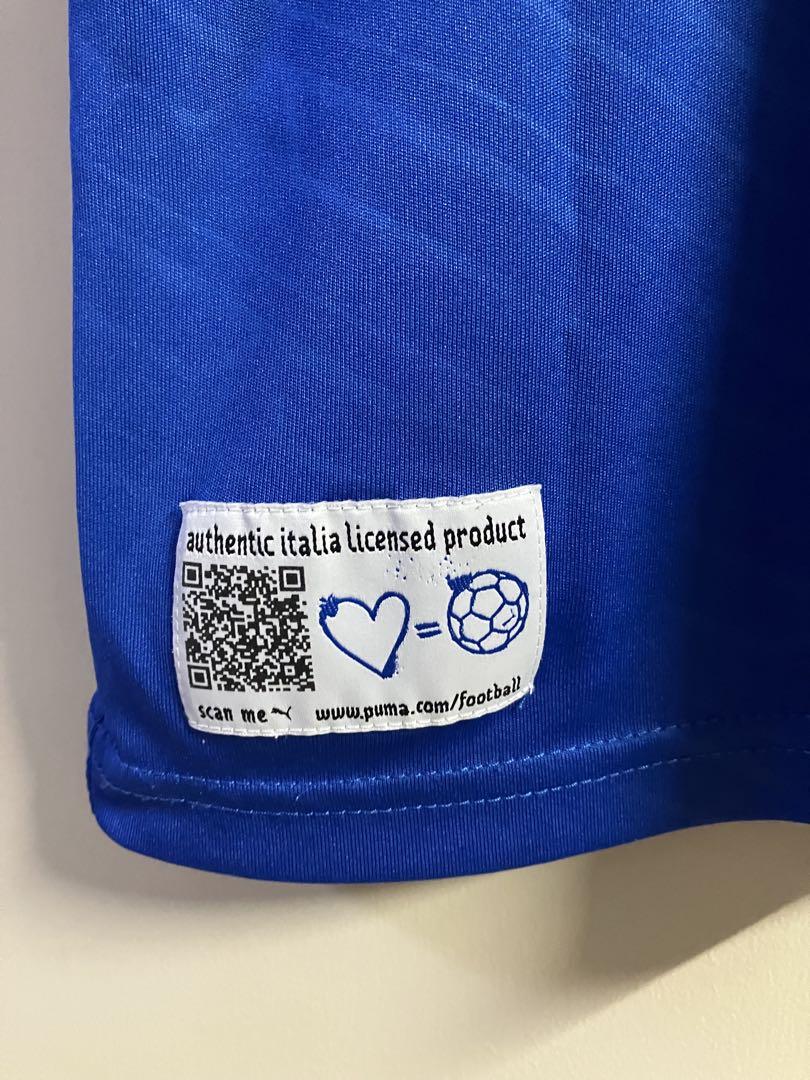 authentic italia licensed product
=
scan me
www.puma.com/football